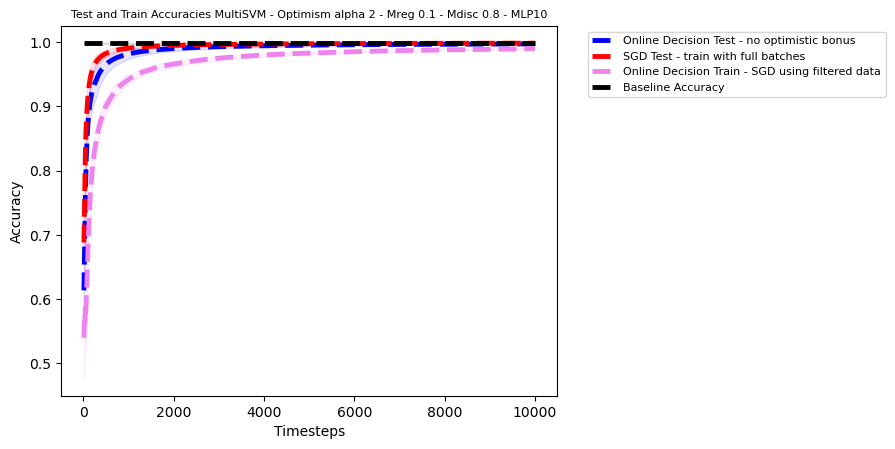 Test and Train Accuracies MultiSVM - Optimism alpha 2 - Mreg 0.1 - Mdisc 0.8 - MLP10
Online Decision Test - no optimistic bonus
SGD Test - train with full batches
Online Decision Train - SGD using filtered data
Baseline Accuracy
Accuracy
1.0
0.9
0.8
0.7
0.6
0.5
0 2000 4000 6000 8000 10000
Timesteps